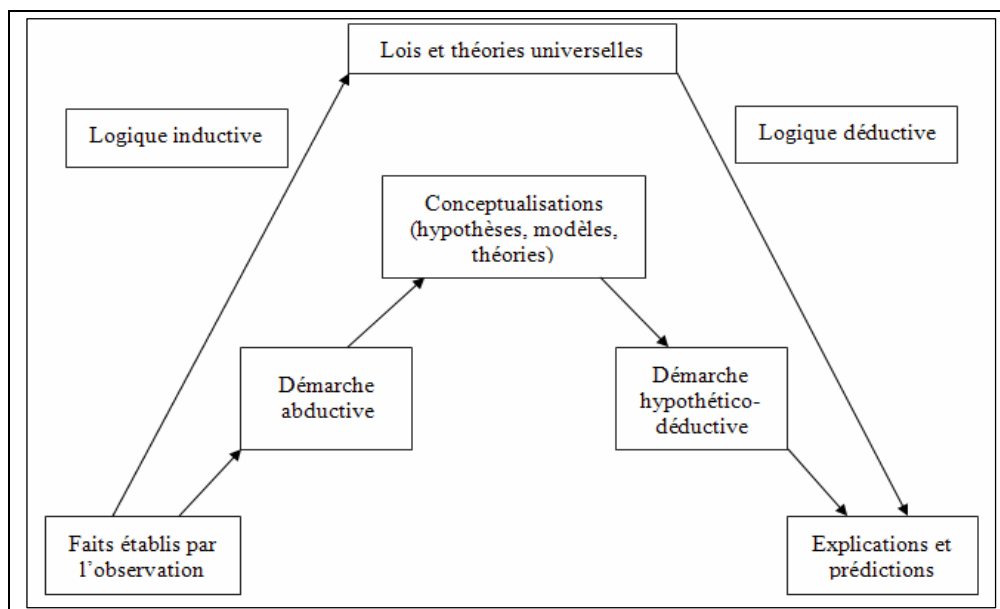 Lois et théories universelles
Logique inductive
Logique déductive
Conceptualisations
(hypothèses, modèles,
théories)
Démarche
abductive
Démarche
hypothético-
déductive
Faits établis par
l'observation
Explications et
prédictions